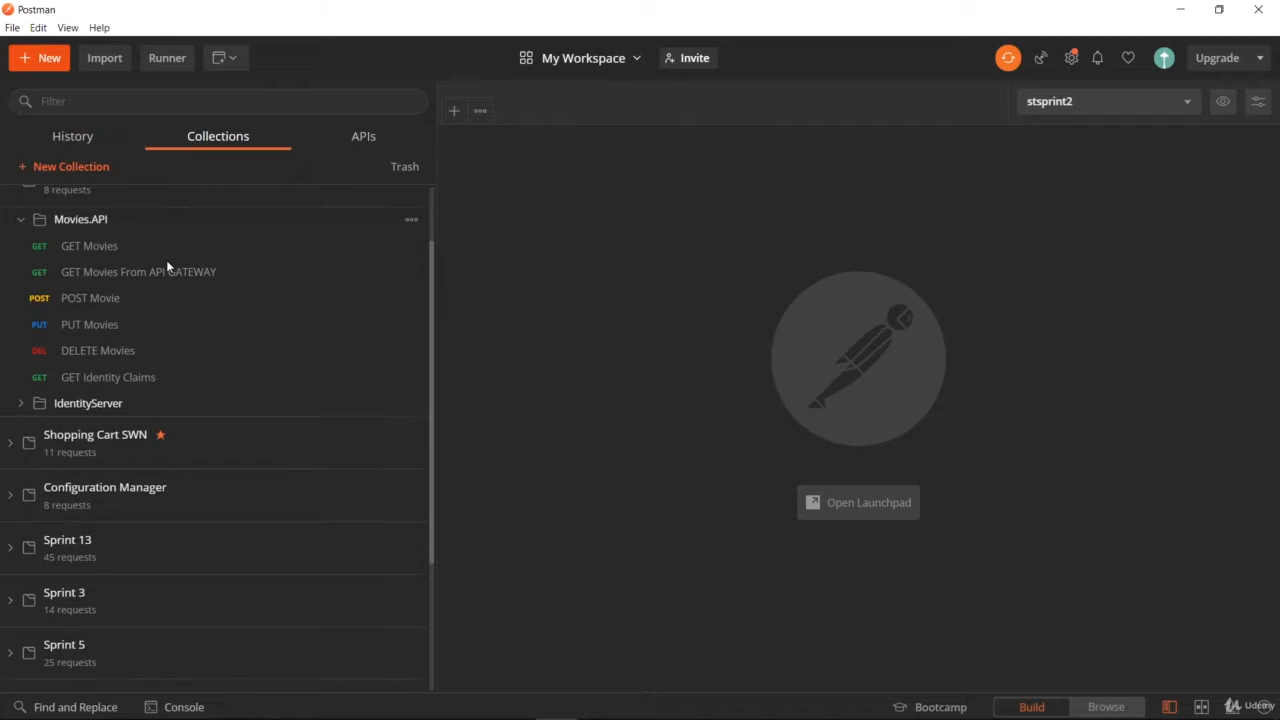 Postman
File Edit View Help
+ New Import Runner My Workspace Invite Upgrade
Filter
stsprint2
History Collections APIs
+ New Collection Trash
8 requests
Movies.API
GET GET Movies
GET GET Movies From API GATEWAY
POST POST Movie
PUT PUT Movies
DEL DELETE Movies
GET GET Identity Claims
IdentityServer
Shopping Cart SWN
11 requests
Configuration Manager
8 requests
Sprint 13
45 requests
Sprint 3
14 requests
Sprint 5
25 requests
Open Launchpad
Find and Replace Console Bootcamp Build Browse Udemy